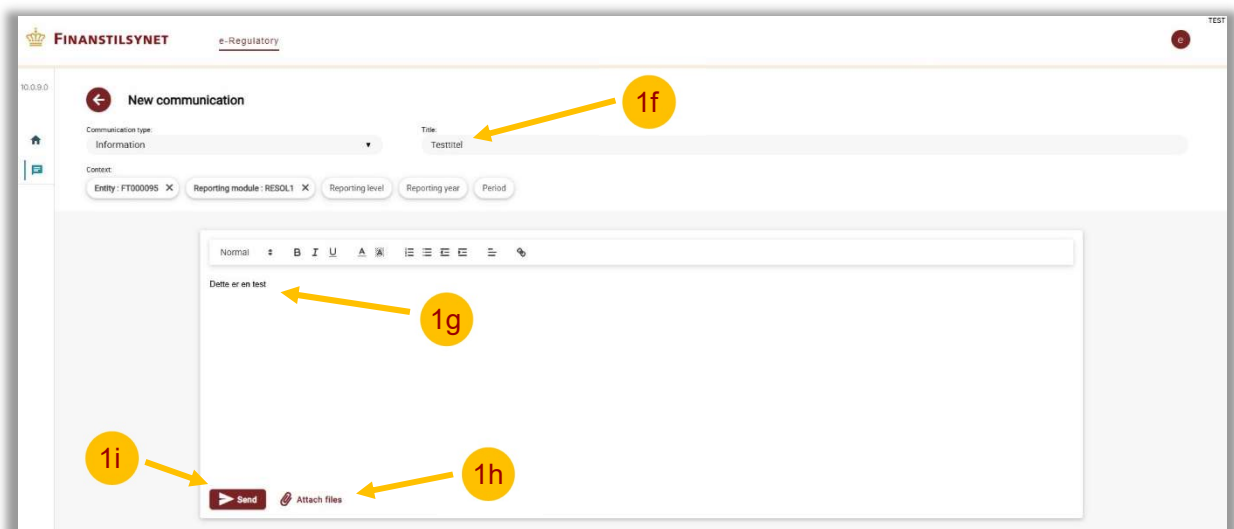 TEST
FINANSTILSYNET e-Regulatory e
10.0.9.0
New communication
1f
Communication type: Title:
Information Testtitel
Context:
Entity : FT000095 X Reporting module : RESOL1 X Reporting level Reporting year Period
Normal B I U A A
Dette er en test
1g
1i
1h
Send Attach files